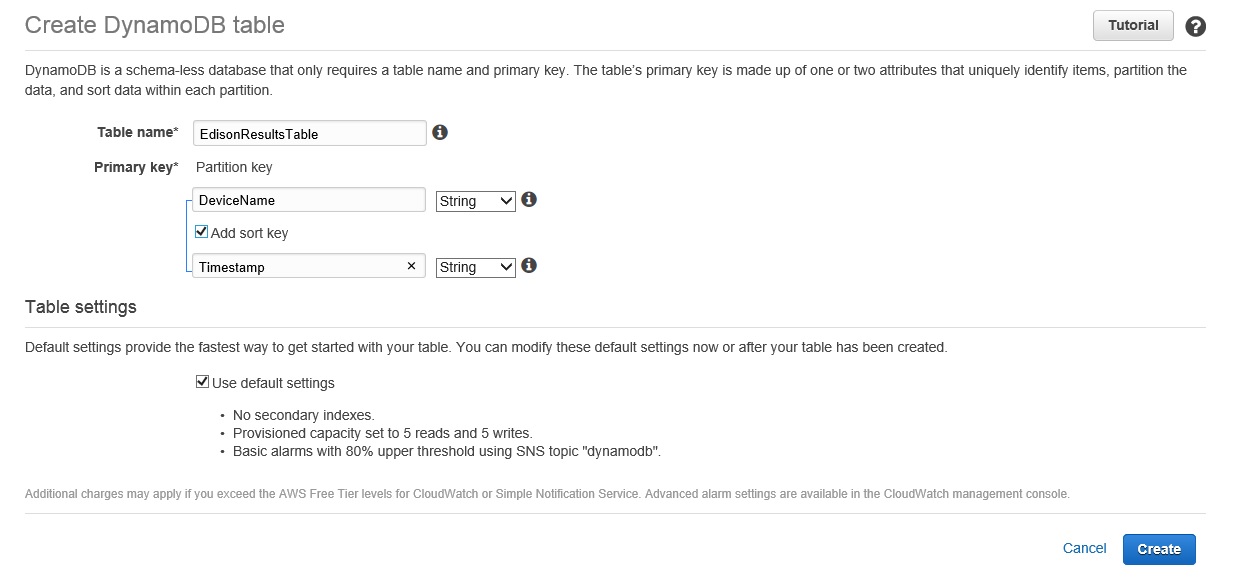 Create DynamoDB table
Tutorial
?
DynamoDB is a schema-less database that only requires a table name and primary key. The table's primary key is made up of one or two attributes that uniquely identify items, partition the
data, and sort data within each partition.
Table name* EdisonResultsTable
Primary key* Partition key
DeviceName String
Add sort key
Timestamp × String
Table settings
Default settings provide the fastest way to get started with your table. You can modify these default settings now or after your table has been created.
Use default settings
• No secondary indexes.
• Provisioned capacity set to 5 reads and 5 writes.
• Basic alarms with 80% upper threshold using SNS topic "dynamodb".
Additional charges may apply if you exceed the AWS Free Tier levels for CloudWatch or Simple Notification Service. Advanced alarm settings are available in the CloudWatch management console.
Cancel Create